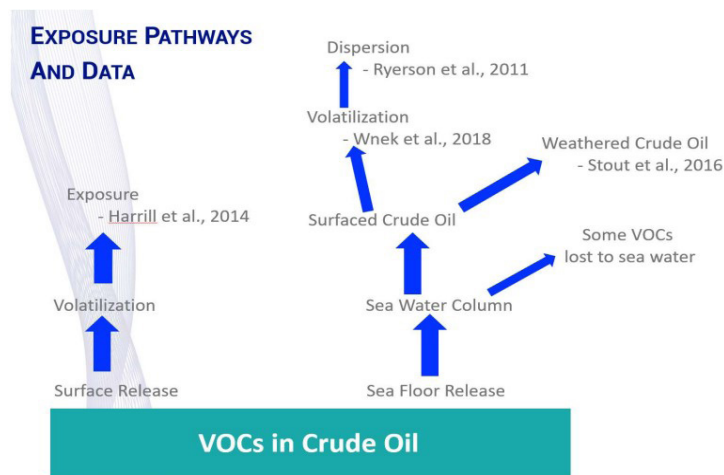 EXPOSURE PATHWAYS
AND DATA
Dispersion
- Ryerson et al., 2011
Volatilization
- Wnek et al., 2018
Weathered Crude Oil
- Stout et al., 2016
Exposure
- Harrill et al., 2014
Surfaced Crude Oil
Some VOCs
lost to sea water
Volatilization
Sea Water Column
Surface Release
Sea Floor Release
VOCs in Crude Oil